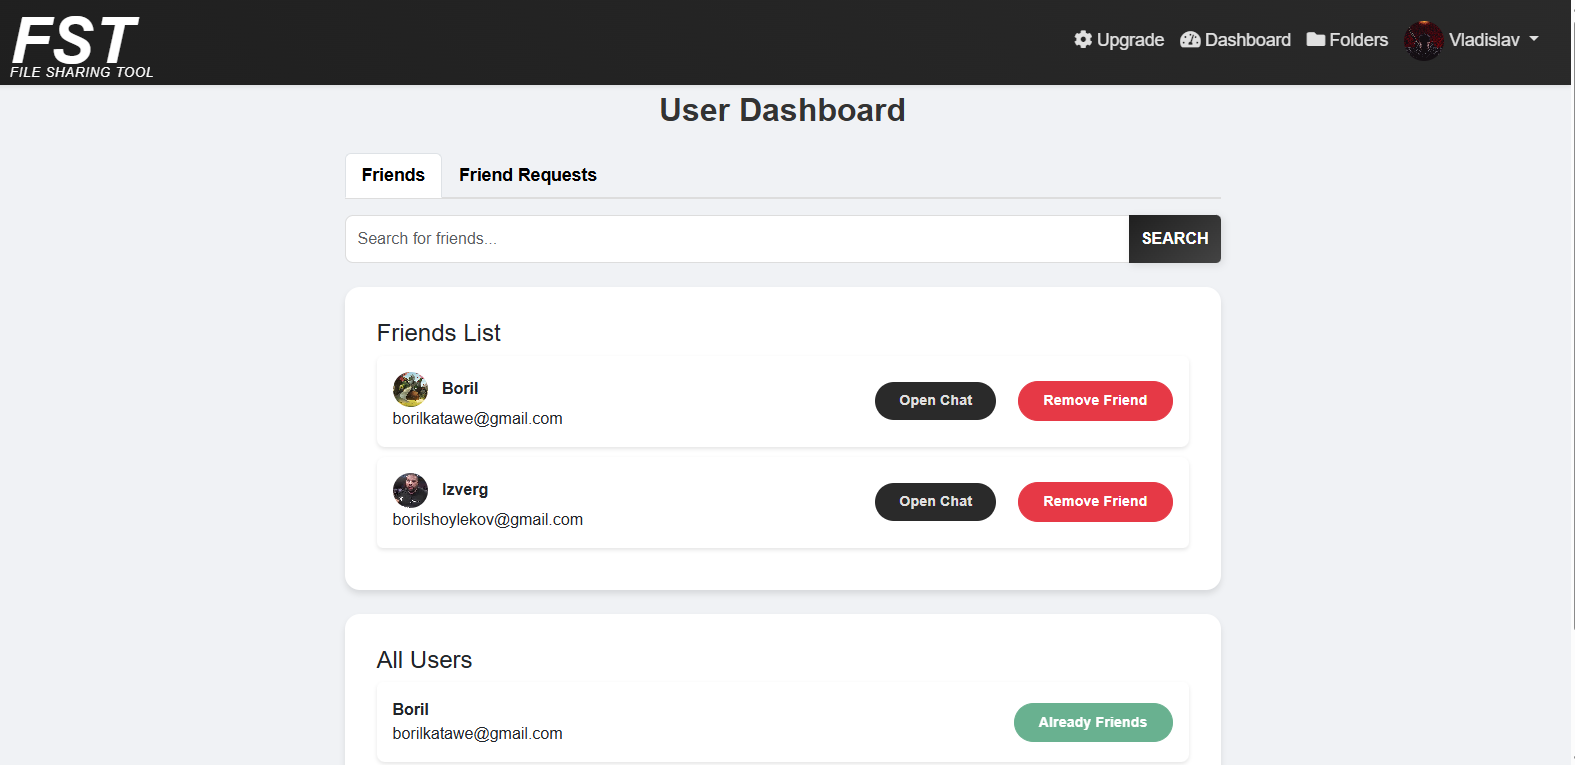 FST
FILE SHARING TOOL
Upgrade Dashboard Folders Vladislav
User Dashboard
Friends Friend Requests
Search for friends... SEARCH
Friends List
Boril
borilkatawe@gmail.com
Open Chat Remove Friend
Izverg
borilshoylekov@gmail.com
Open Chat Remove Friend
All Users
Boril
borilkatawe@gmail.com
Already Friends